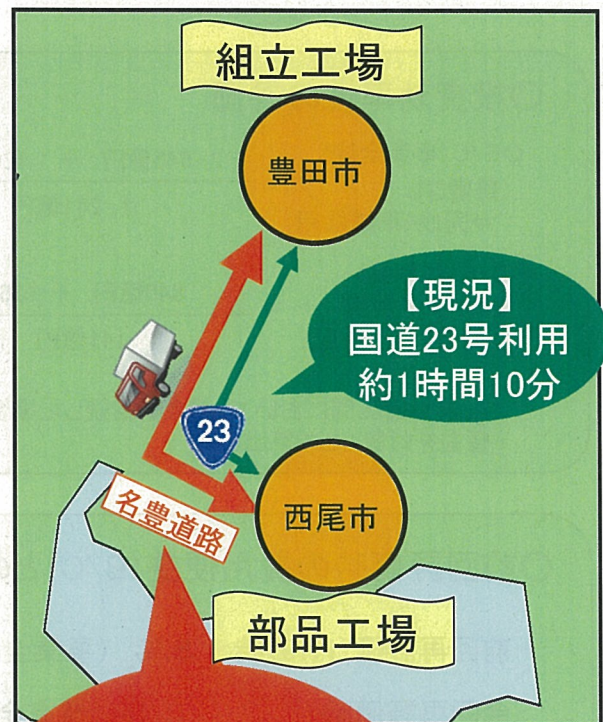 組立工場
豊田市
【現況】
国道23号利用
約1時間10分
23
名豊道路
西尾市
部品工場